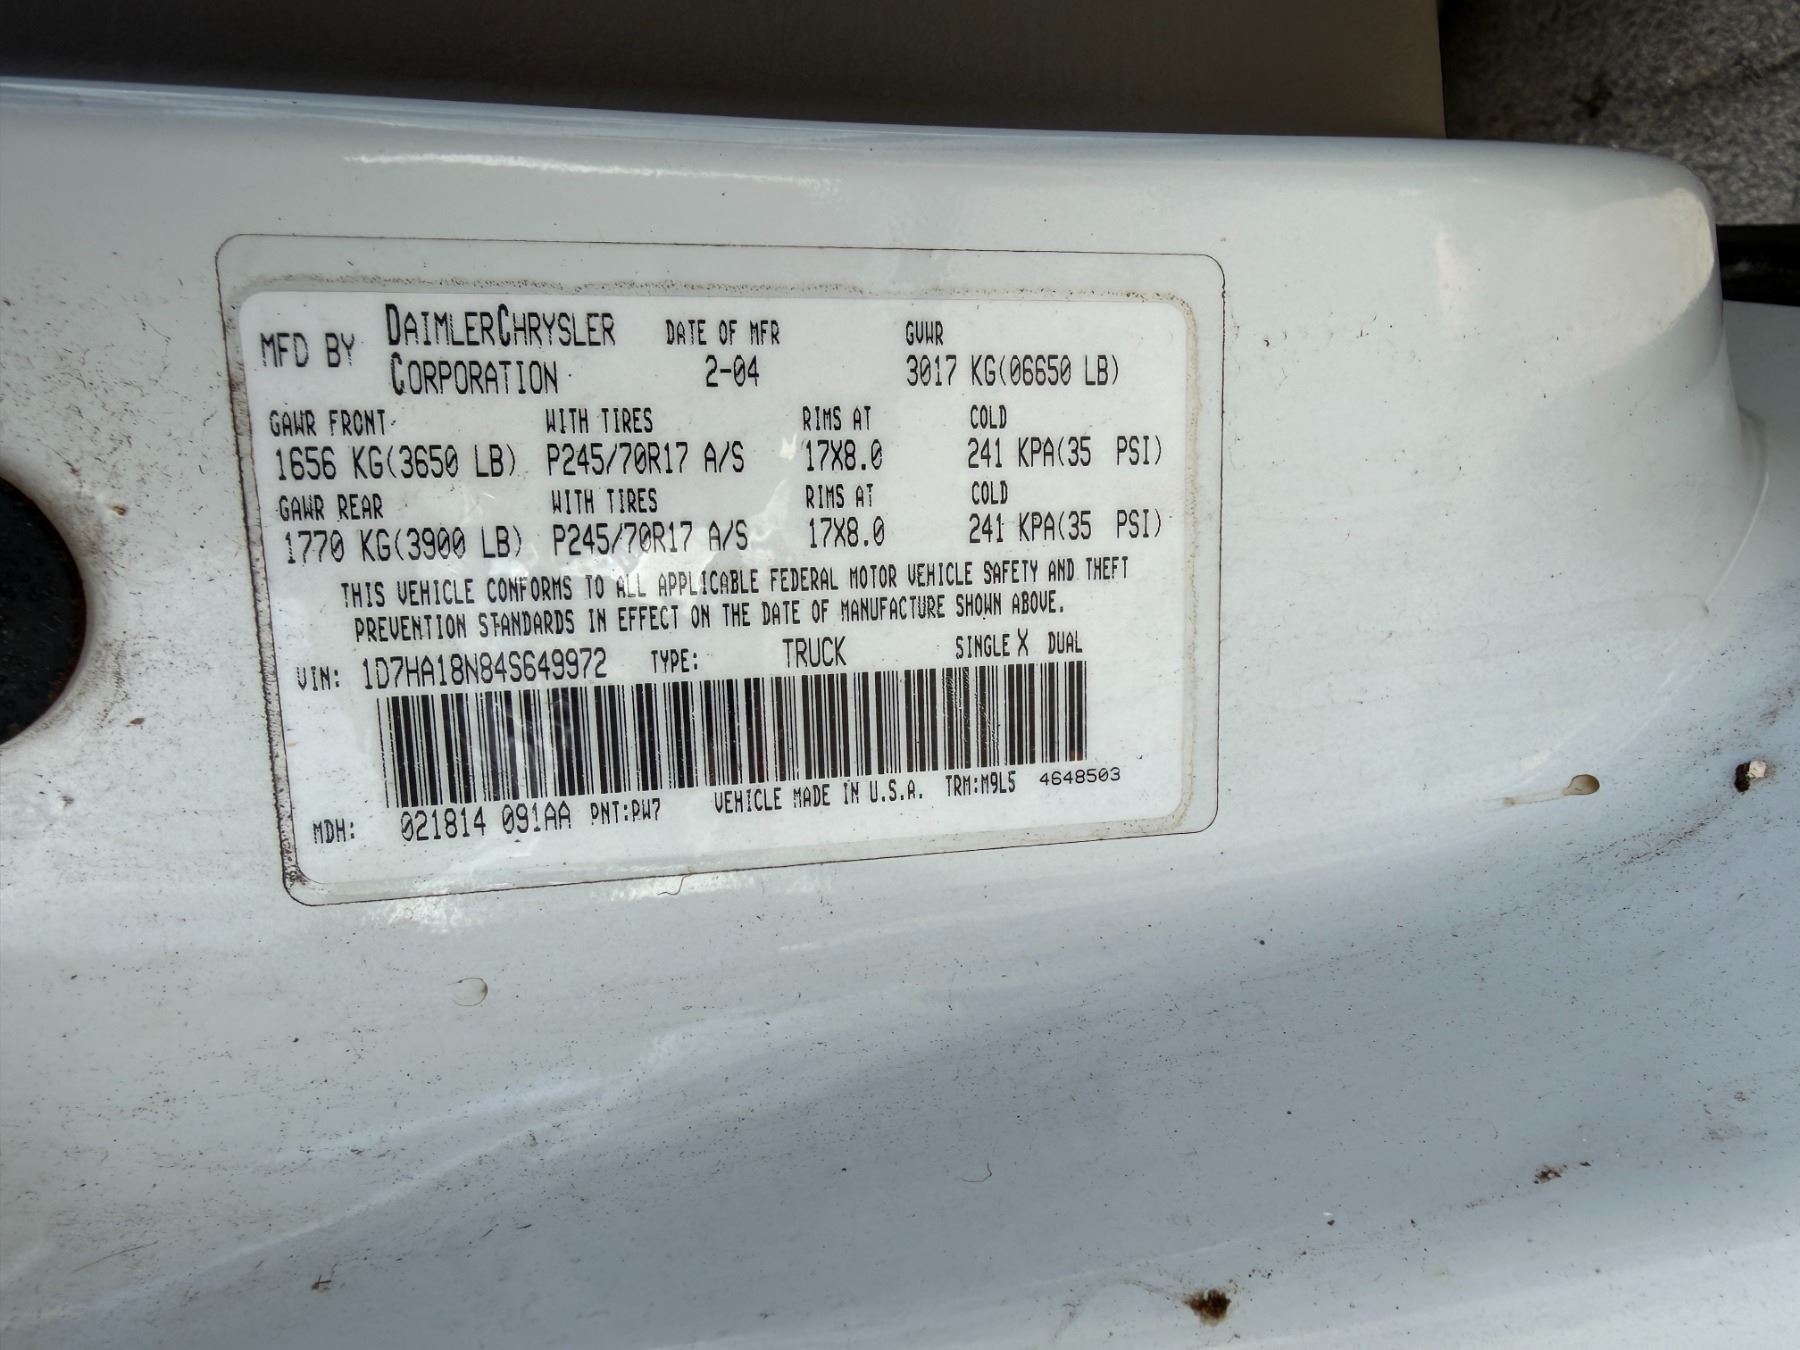 MFD BY DAIMLERCHRYSLER CORPORATION DATE OF MFR 2-04 GVWR 3017 KG(06650 LB)
GAWR FRONT WITH TIRES RIMS AT COLD
1656 KG(3650 LB) P245/70R17 A/S 17X8.0 241 KPA(35 PSI)
GAWR REAR WITH TIRES RIMS AT COLD
1770 KG(3900 LB) P245/70R17 A/S 17X8.0 241 KPA(35 PSI)
THIS VEHICLE CONFORMS TO ALL APPLICABLE FEDERAL MOTOR VEHICLE SAFETY AND THEFT
PREVENTION STANDARDS IN EFFECT ON THE DATE OF MANUFACTURE SHOWN ABOVE.
VIN: 1D7HA18N84S649972 TYPE: TRUCK SINGLE X DUAL
MDH: 021814 091AA PNT:PW7 VEHICLE MADE IN U.S.A. TRM:M9L5 4648503